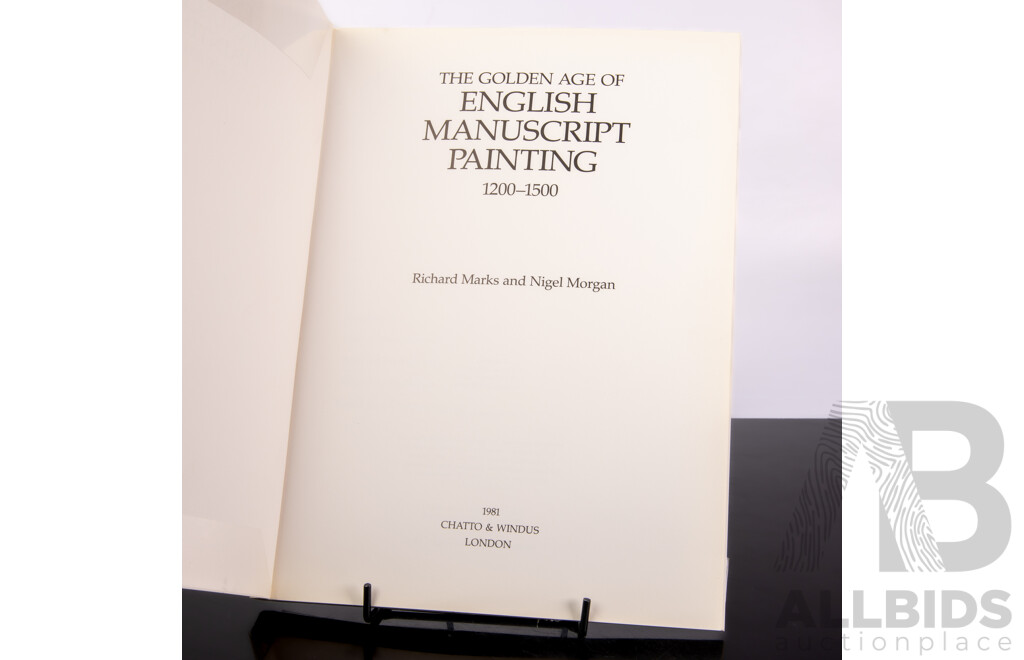 THE GOLDEN AGE OF
ENGLISH
MANUSCRIPT
PAINTING
1200–1500
Richard Marks and Nigel Morgan
1981
CHATTO & WINDUS
LONDON
AB
ALLBIDS
auctionplace